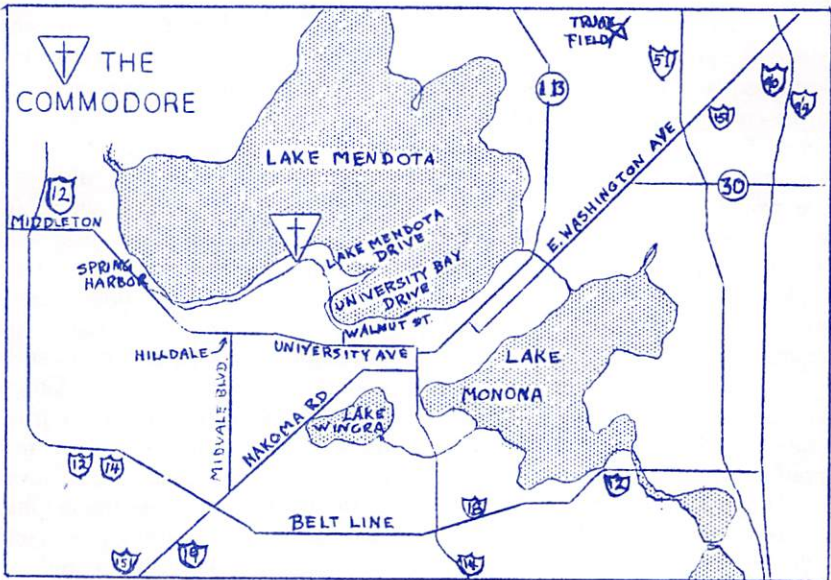 THE
COMMODORE
TRUAX
FIELD
51
90
94
113
151
30
LAKE MENDOTA
E. WASHINGTON AVE
12
MIDDLETON
SPRING
HARBOR
LAKE MENDOTA
DRIVE
UNIVERSITY BAY
DRIVE
WALNUT ST.
UNIVERSITY AVE
HILLDALE
MIDVALE BLVD
NAKOMA RD
LAKE
WINGRA
LAKE
MONONA
12
14
BELT LINE
18
12
151
14